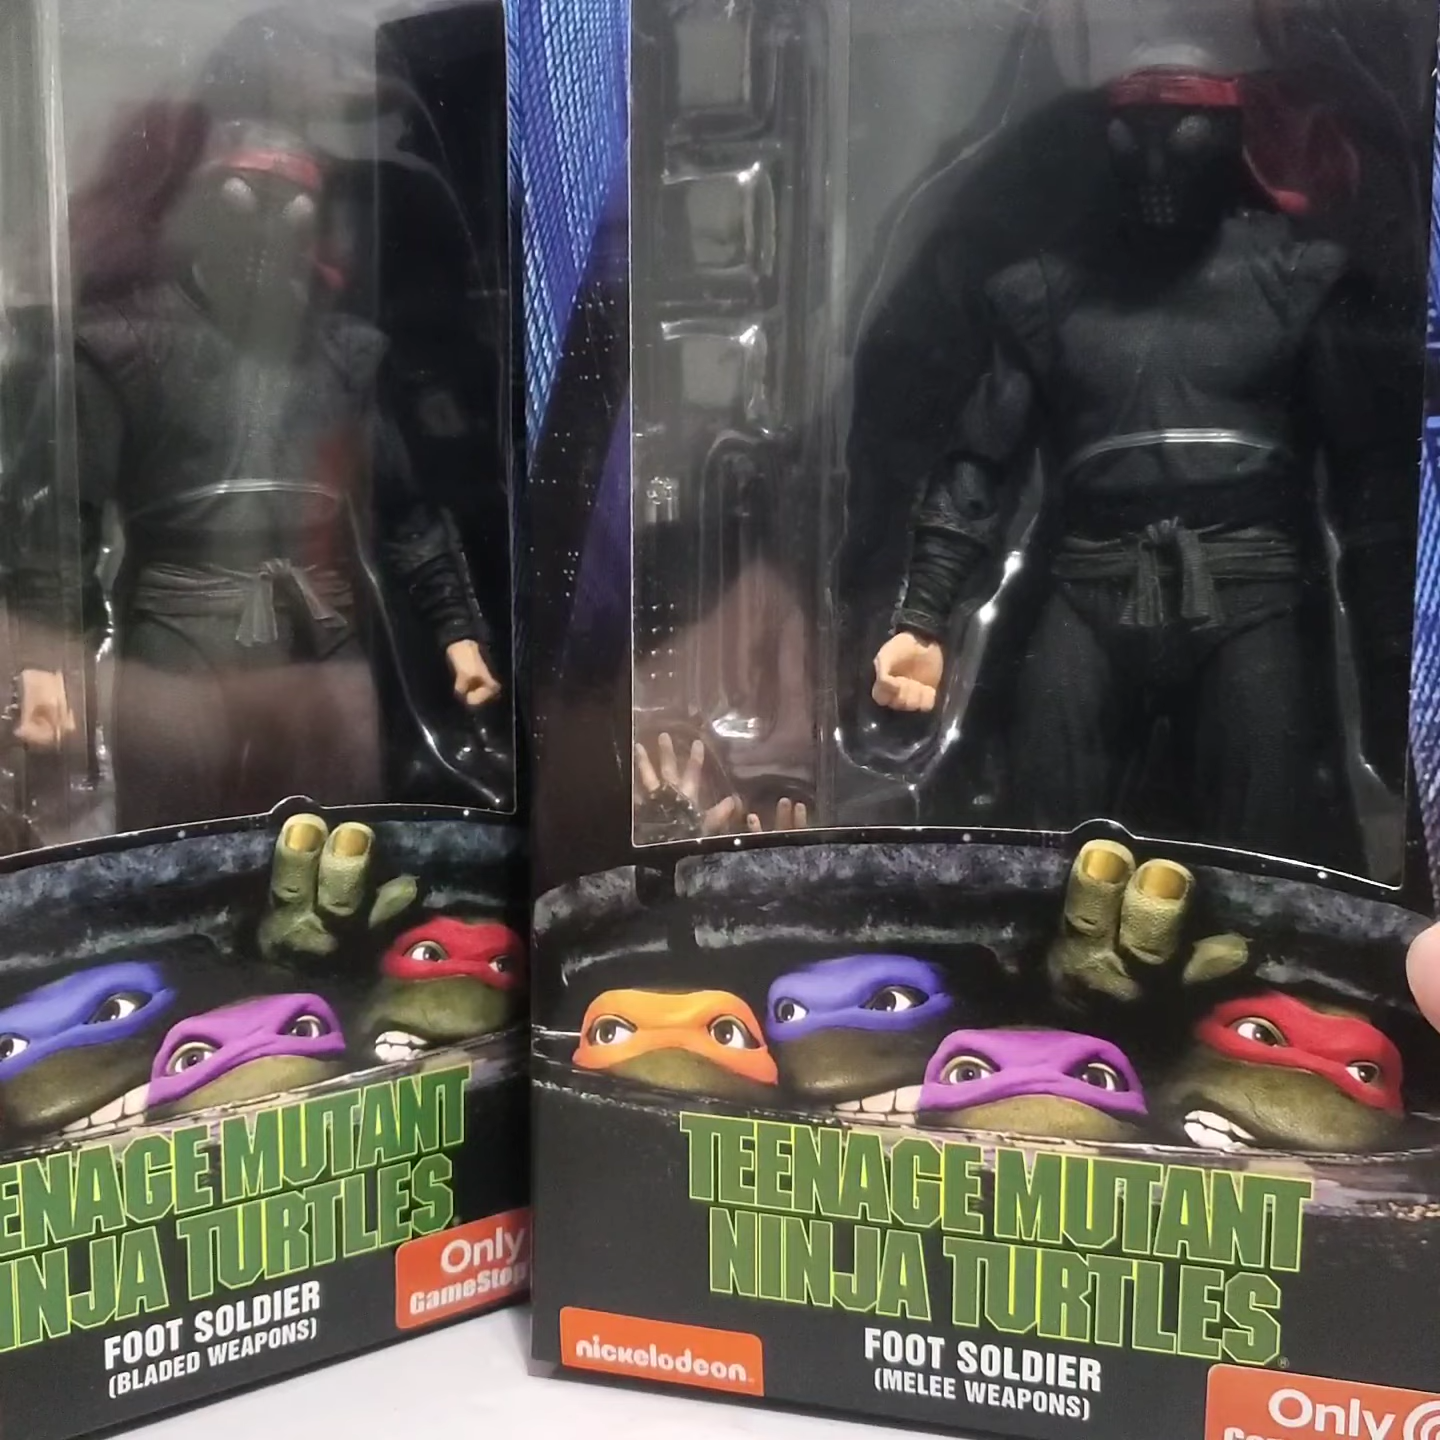 ENAGE MUTANT
INJA TURTLES
Only
GameStop
FOOT SOLDIER
(BLADED WEAPONS)
TEENAGE MUTANT
NINJA TURTLES®
nickelodeon
FOOT SOLDIER
(MELEE WEAPONS)
Only